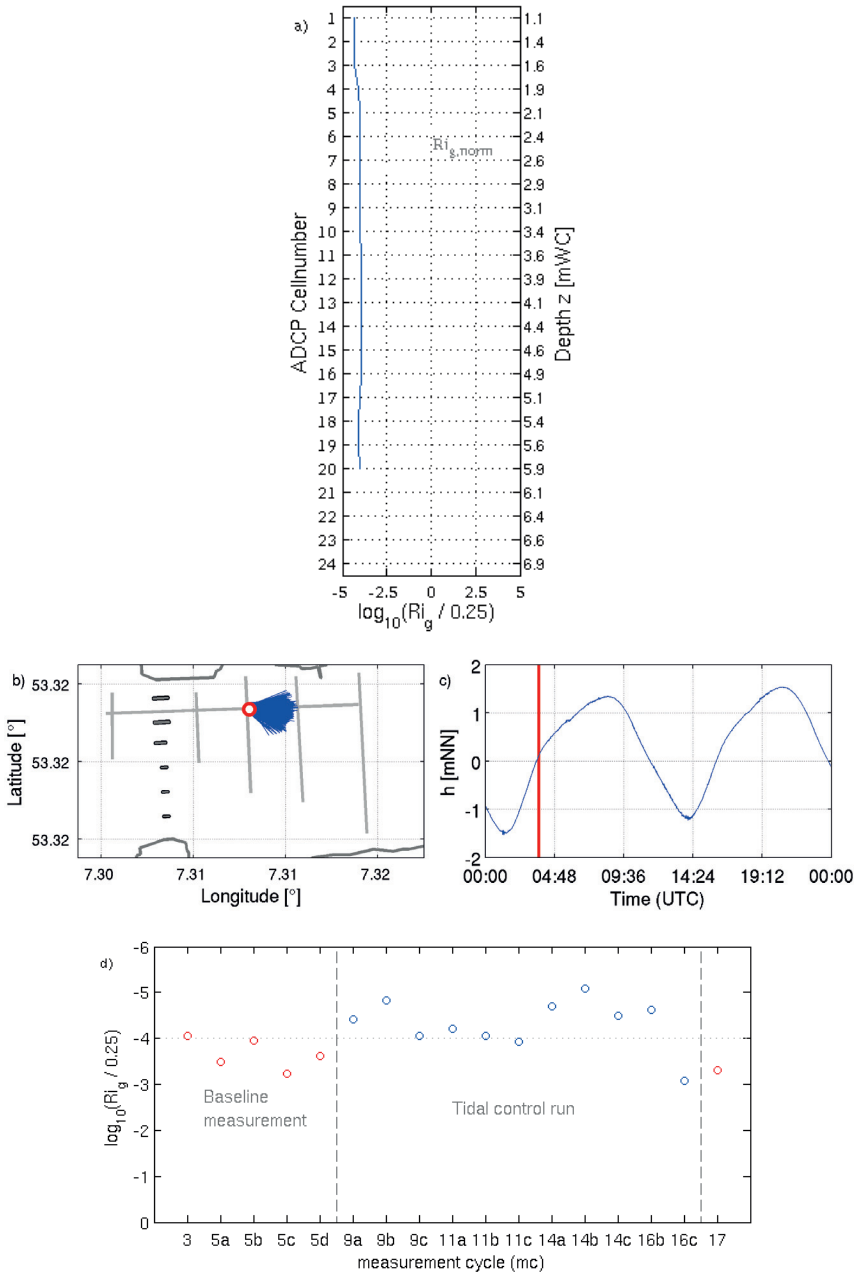 a)
1 1.1
2 1.4
3 1.6
4 1.9
5 2.1
6 2.4
Ri g,norm
7 2.6
8 2.9
9 3.1
10 3.4
11 3.6
12 3.9
13 4.1
14 4.4
15 4.6
16 4.9
17 5.1
18 5.4
19 5.6
20 5.9
21 6.1
22 6.4
23 6.6
24 6.9
ADCP Cellnumber
Depth z [mWC]
-5 -2.5 0 2.5 5
log10(Rig / 0.25)
b)
53.32
53.32
53.32
Latitude [°]
7.30 7.31 7.31 7.32
Longitude [°]
c)
2
1
0
-1
-2
h [mNN]
00:00 04:48 09:36 14:24 19:12 00:00
Time (UTC)
d)
-6
-5
-4
-3
-2
-1
0
log10(Rig / 0.25)
Baseline
measurement
Tidal control run
3 5a 5b 5c 5d 9a 9b 9c 11a 11b 11c 14a 14b 14c 16b 16c 17
measurement cycle (mc)